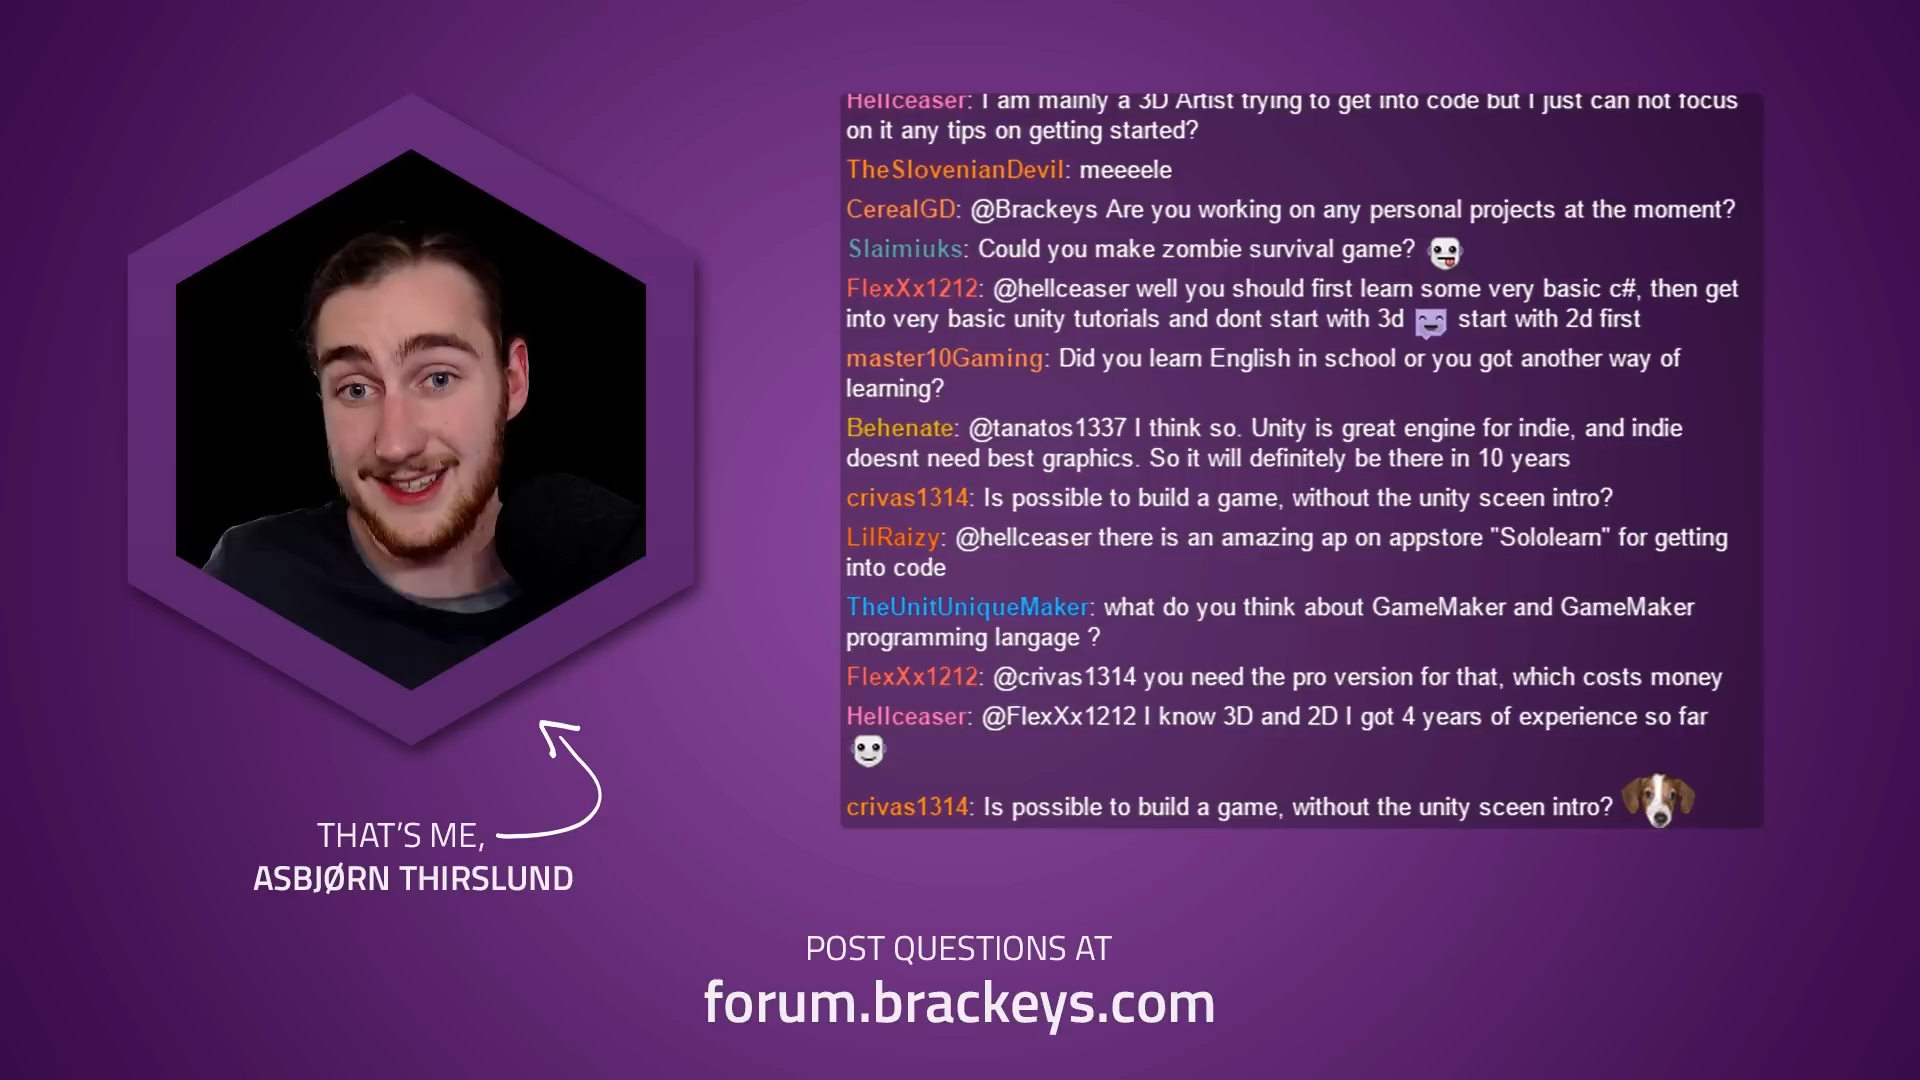 Hellceaser: I am mainly a 3D Artist trying to get into code but I just can not focus
on it any tips on getting started?
TheSlovenianDevil: meeeele
CerealGD: @Brackeys Are you working on any personal projects at the moment?
Slaimiuks: Could you make zombie survival game?
FlexXx1212: @hellceaser well you should first learn some very basic c#, then get
into very basic unity tutorials and dont start with 3d start with 2d first
master10Gaming: Did you learn English in school or you got another way of
learning?
Behenate: @tanatos1337 I think so. Unity is great engine for indie, and indie
doesnt need best graphics. So it will definitely be there in 10 years
crivas1314: Is possible to build a game, without the unity sceen intro?
LilRaizy: @hellceaser there is an amazing ap on appstore "Sololearn" for getting
into code
TheUnitUniqueMaker: what do you think about GameMaker and GameMaker
programming langage ?
FlexXx1212: @crivas1314 you need the pro version for that, which costs money
Hellceaser: @FlexXx1212 I know 3D and 2D I got 4 years of experience so far
crivas1314: Is possible to build a game, without the unity sceen intro?
THAT'S ME,
ASBJØRN THIRSLUND
POST QUESTIONS AT
forum.brackeys.com